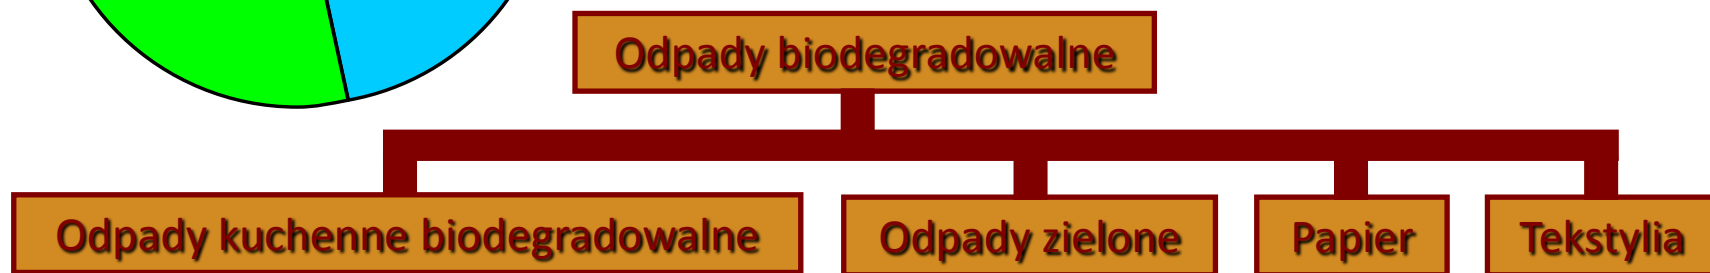 Odpady biodegradowalne
Odpady kuchenne biodegradowalne
Odpady zielone
Papier
Tekstylia